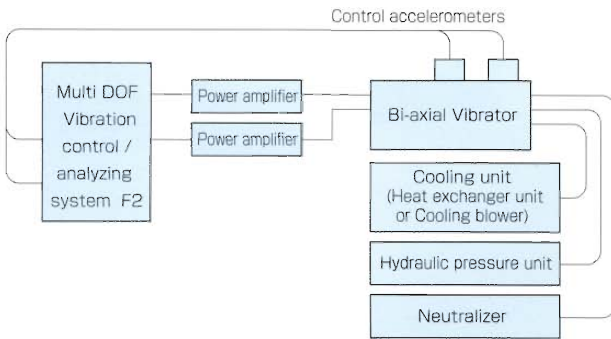 Control accelerometers
Multi DOF
Vibration
control /
analyzing
system F2
Power amplifier
Power amplifier
Bi-axial Vibrator
Cooling unit
(Heat exchanger unit
or Cooling blower)
Hydraulic pressure unit
Neutralizer